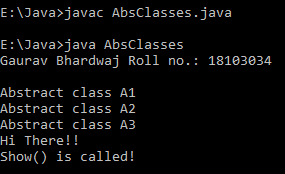 E:\Java>javac AbsClasses.java
E:\Java>java AbsClasses
Gaurav Bhardwaj Roll no.: 18103034
Abstract class A1
Abstract class A2
Abstract class A3
Hi There!!
Show() is called!